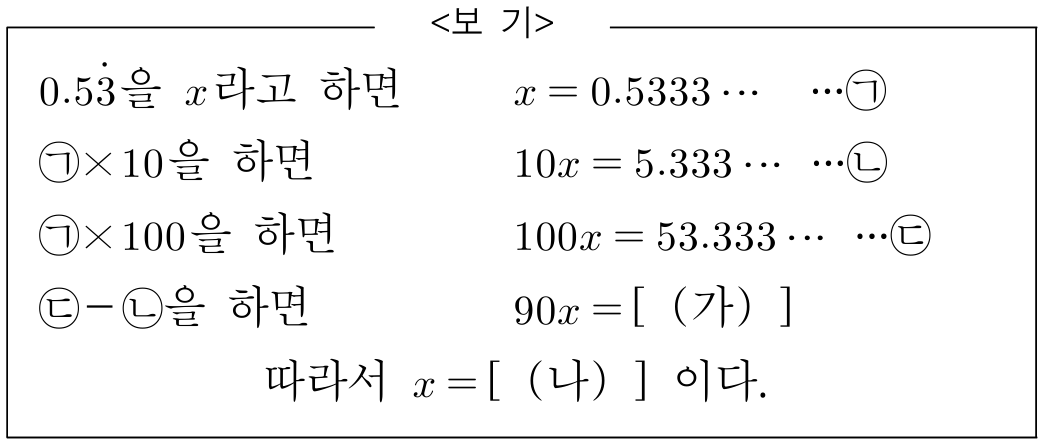 <보 기>
0.53̇을 x라고 하면 x = 0.5333⋯ …㉠
㉠×10을 하면 10x = 5.333⋯ …㉡
㉠×100을 하면 100x = 53.333⋯ …㉢
㉢-㉡을 하면 90x = [ (가) ]
따라서 x = [ (나) ] 이다.